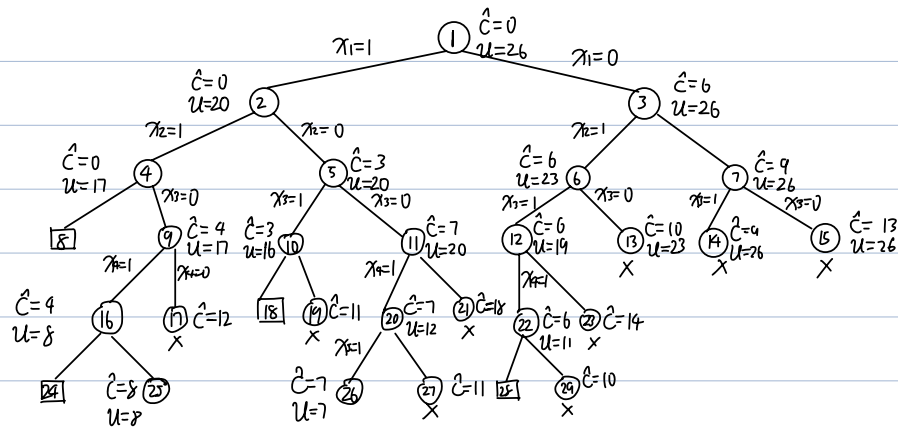 1 Ĉ=0
U=26
x1=1
x1=0
Ĉ=0
U=20
2
3
Ĉ=6
U=26
x2=1
x2=0
x2=1
Ĉ=0
U=17
4
5
Ĉ=3
U=20
Ĉ=6
U=23
6
7
Ĉ=9
U=26
x3=0
x3=1
x3=0
x3=1
x3=0
x3=1
x3=0
8
9
Ĉ=4
U=17
Ĉ=3
U=16
10
11
Ĉ=7
U=20
12
Ĉ=6
U=19
13
Ĉ=10
U=23
X
14
Ĉ=9
U=26
X
15
Ĉ=13
U=26
X
x4=1
x4=0
x4=1
x4=1
Ĉ=4
U=8
16
17
Ĉ=12
X
18
19
Ĉ=11
X
20
Ĉ=7
U=12
21
Ĉ=18
X
22
Ĉ=6
U=11
23
Ĉ=14
X
x5=1
24
Ĉ=8
U=8
25
Ĉ=7
U=7
26
27
Ĉ=11
X
28
29
Ĉ=10
X